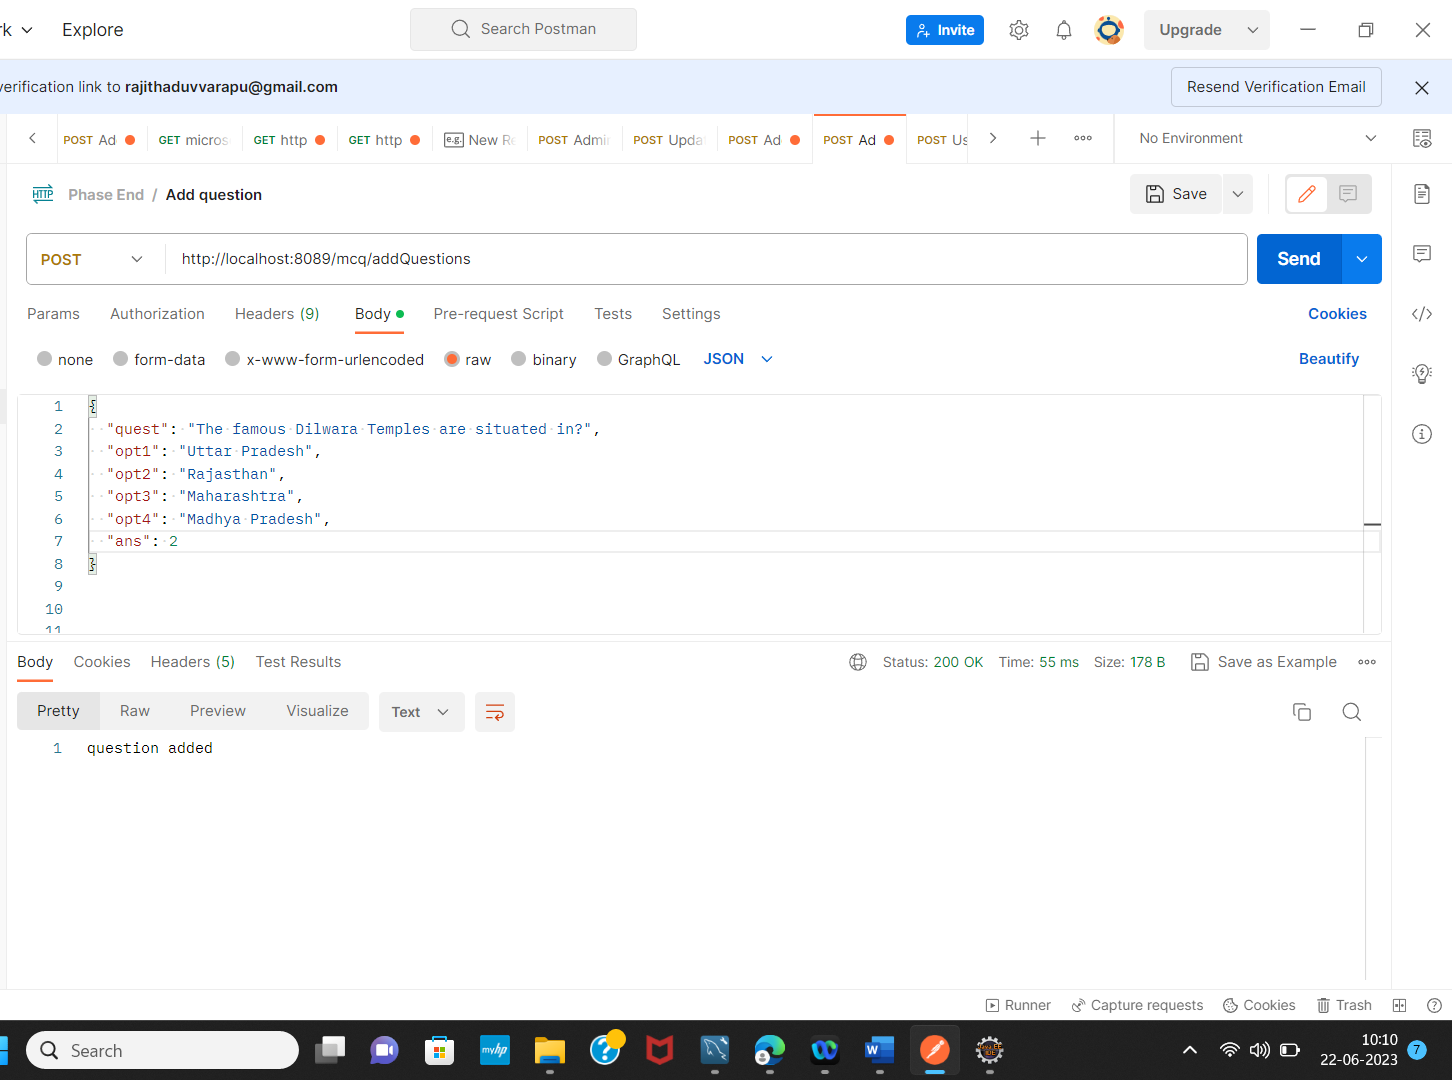 rk Explore Search Postman Invite Upgrade
verification link to rajithaduvvarapu@gmail.com Resend Verification Email
POST Ad GET micros GET http GET http e.g. New Re POST Admin POST Upda POST Ad POST Ad POST Us No Environment
HTTP Phase End / Add question Save
POST http://localhost:8089/mcq/addQuestions Send
Params Authorization Headers (9) Body Pre-request Script Tests Settings Cookies
none form-data x-www-form-urlencoded raw binary GraphQL JSON Beautify
1 {
2 "quest": "The famous Dilwara Temples are situated in?",
3 "opt1": "Uttar Pradesh",
4 "opt2": "Rajasthan",
5 "opt3": "Maharashtra",
6 "opt4": "Madhya Pradesh",
7 "ans": 2
8 }
9
10
11
Body Cookies Headers (5) Test Results Status: 200 OK Time: 55 ms Size: 178 B Save as Example
Pretty Raw Preview Visualize Text
1 question added
Runner Capture requests Cookies Trash
Search myhp W 10:10
22-06-2023 7